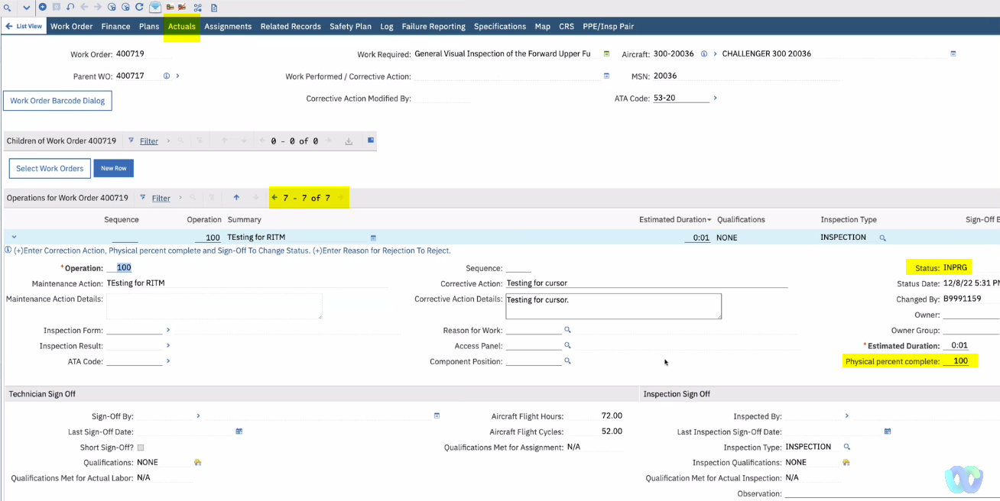 List View Work Order Finance Plans Actuals Assignments Related Records Safety Plan Log Failure Reporting Specifications Map CRS PPE/Insp Pair
Work Order: 400719 Work Required: General Visual Inspection of the Forward Upper Fu Aircraft: 300-20036 CHALLENGER 300 20036
Parent WO: 400717 Work Performed / Corrective Action: MSN: 20036
Work Order Barcode Dialog Corrective Action Modified By: ATA Code: 53-20
Children of Work Order 400719 Filter 0 - 0 of 0
Select Work Orders New Row
Operations for Work Order 400719 Filter 7 - 7 of 7
Sequence Operation Summary Estimated Duration Qualifications Inspection Type Sign-Off B
100 TEsting for RITM 0:01 NONE INSPECTION
(+)Enter Correction Action, Physical percent complete and Sign-Off To Change Status. (+)Enter Reason for Rejection To Reject.
*Operation: 100 Sequence: Status: INPRG
Maintenance Action: TEsting for RITM Corrective Action: Testing for cursor Status Date: 12/8/22 5:31 PM
Maintenance Action Details: Corrective Action Details: Testing for cursor. Changed By: B9991159
Owner:
Inspection Form: Reason for Work: Owner Group:
Inspection Result: Access Panel: *Estimated Duration: 0:01
ATA Code: Component Position: Physical percent complete: 100
Technician Sign Off Inspection Sign Off
Sign-Off By: Aircraft Flight Hours: 72.00 Inspected By:
Last Sign-Off Date: Aircraft Flight Cycles: 52.00 Last Inspection Sign-Off Date:
Short Sign-Off? Qualifications Met for Assignment: N/A Inspection Type: INSPECTION
Qualifications: NONE Inspection Qualifications: NONE
Qualifications Met for Actual Labor: N/A Qualification Met for Actual Inspection: N/A
Observation: